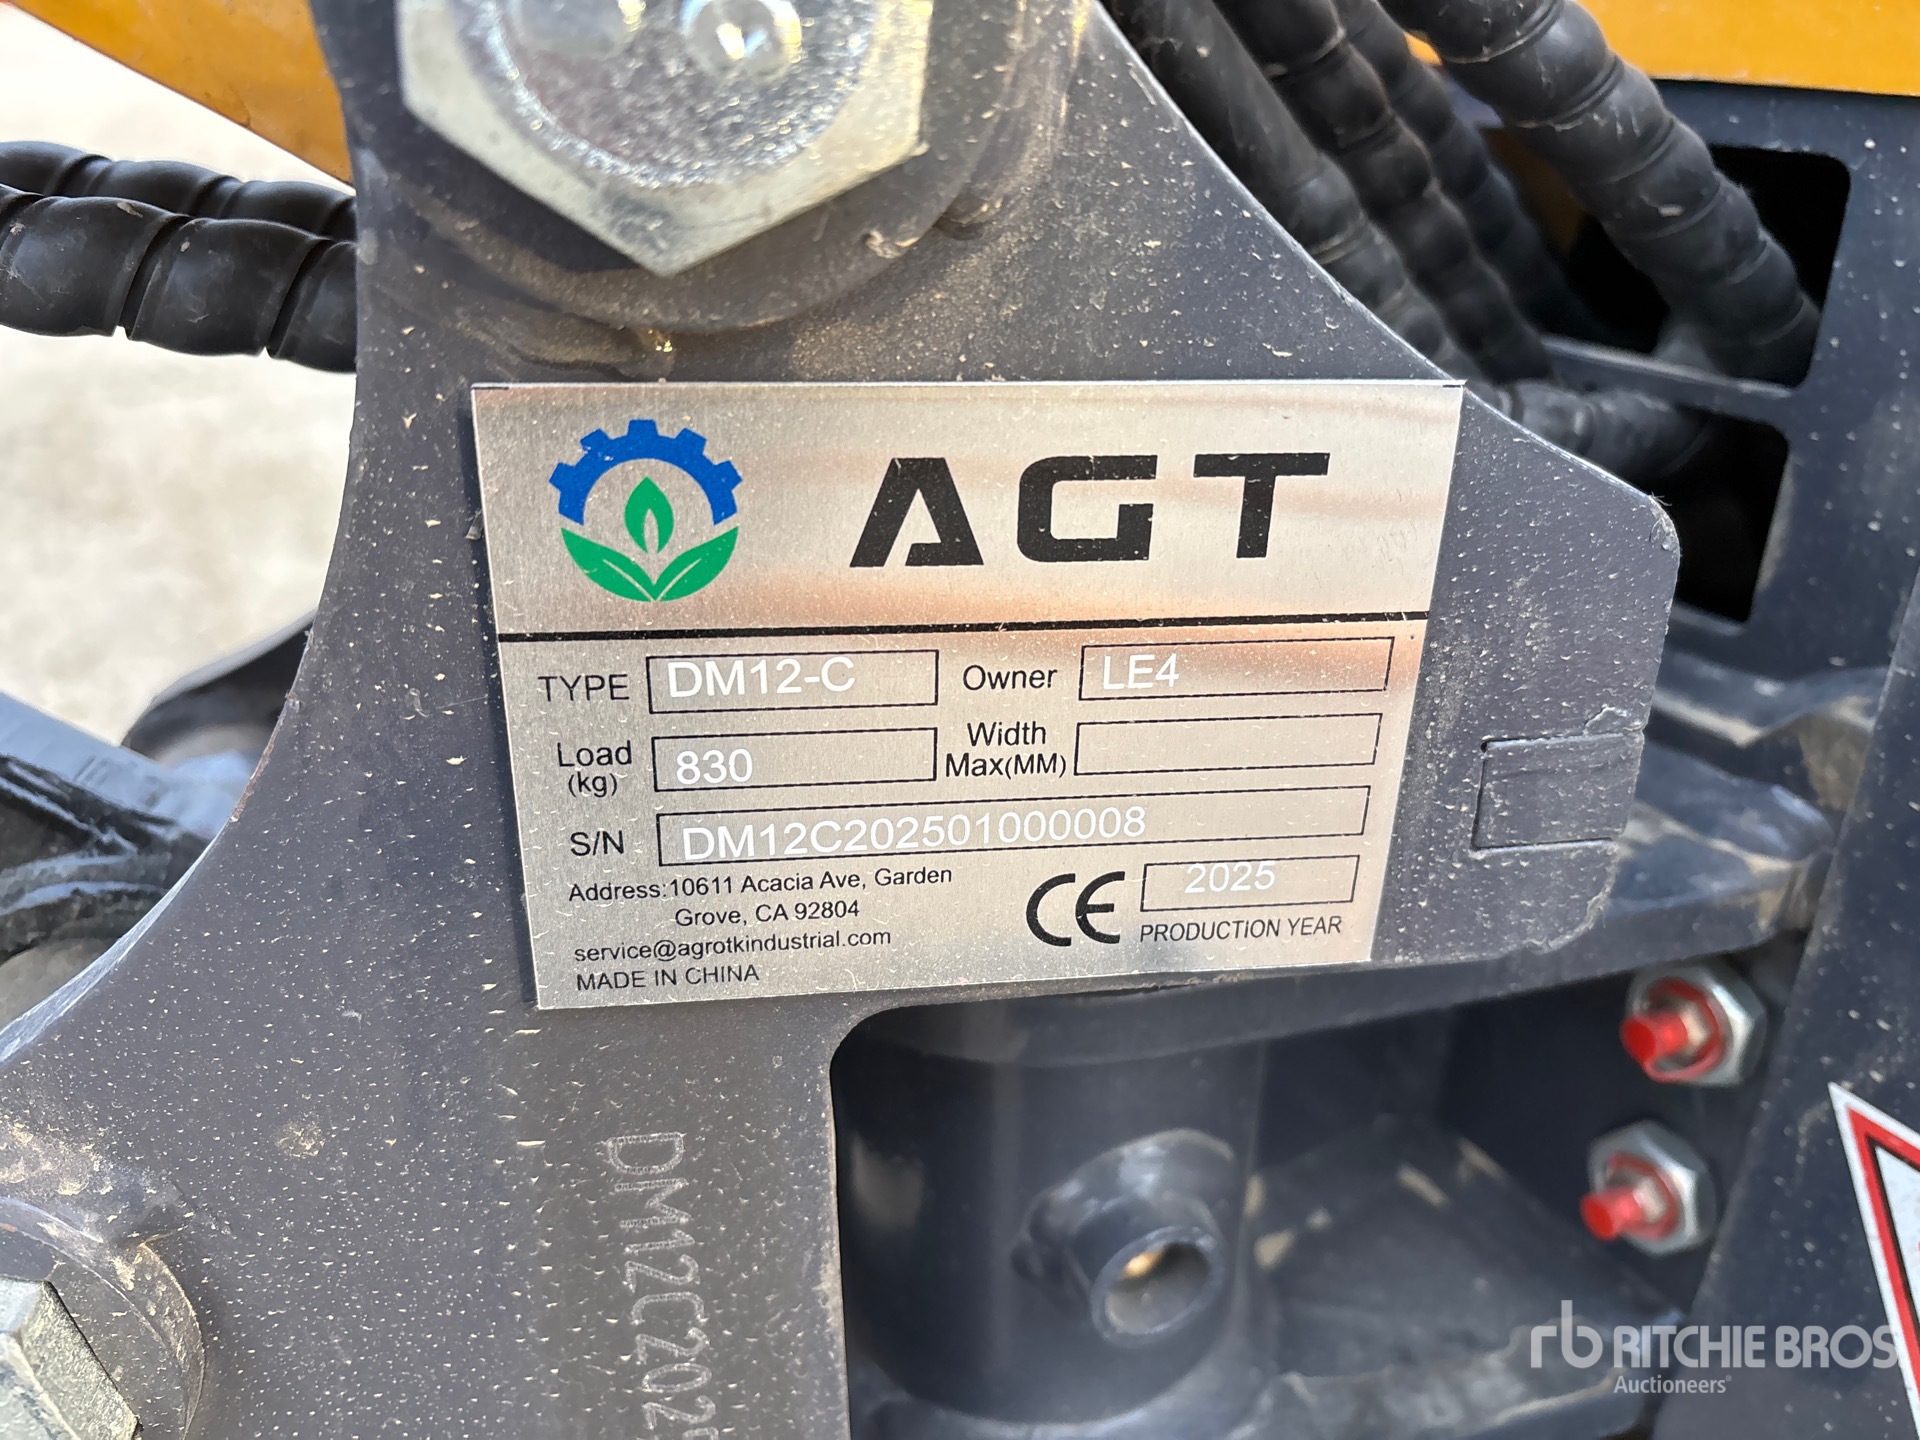 AGT
TYPE DM12-C Owner LE4
Load (kg) 830 Width Max(MM)
S/N DM12C202501000008
Address:10611 Acacia Ave, Garden
Grove, CA 92804
service@agrotkindustrial.com
MADE IN CHINA
CE 2025
PRODUCTION YEAR
DM12C202
rb RITCHIE BROS
Auctioneers